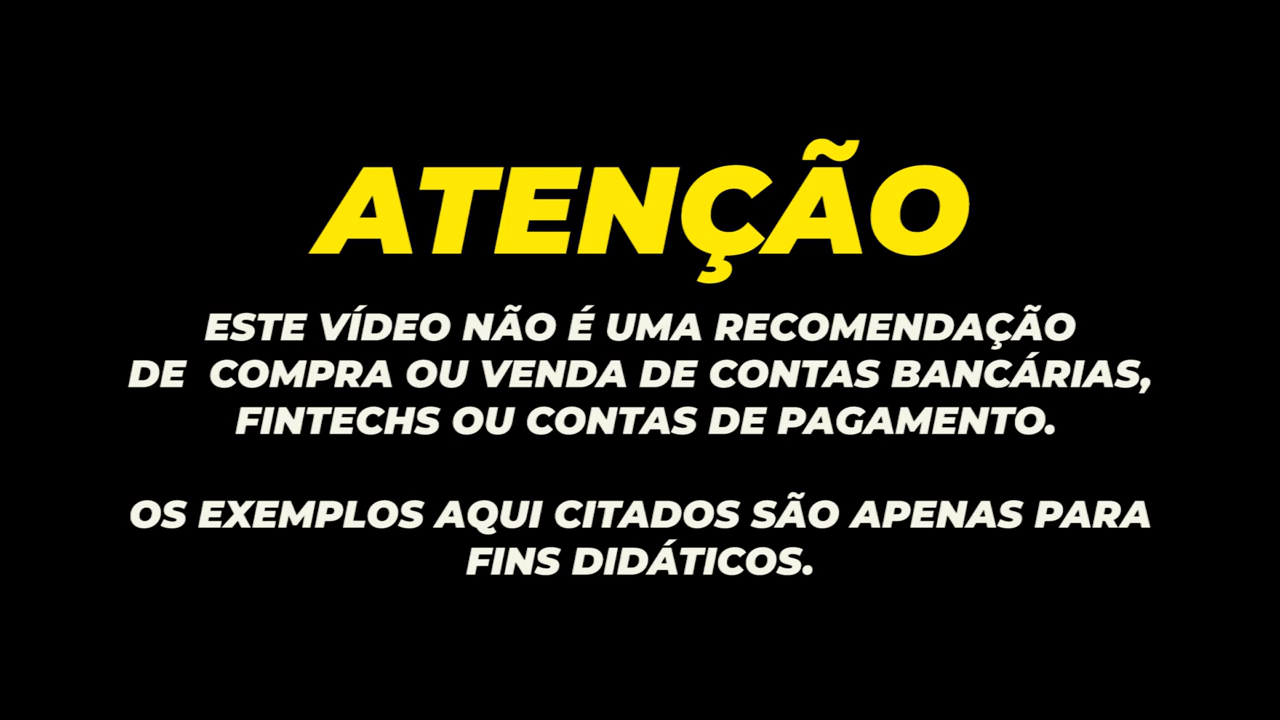 ATENÇÃO
ESTE VÍDEO NÃO É UMA RECOMENDAÇÃO
DE COMPRA OU VENDA DE CONTAS BANCÁRIAS,
FINTECHS OU CONTAS DE PAGAMENTO.
OS EXEMPLOS AQUI CITADOS SÃO APENAS PARA
FINS DIDÁTICOS.